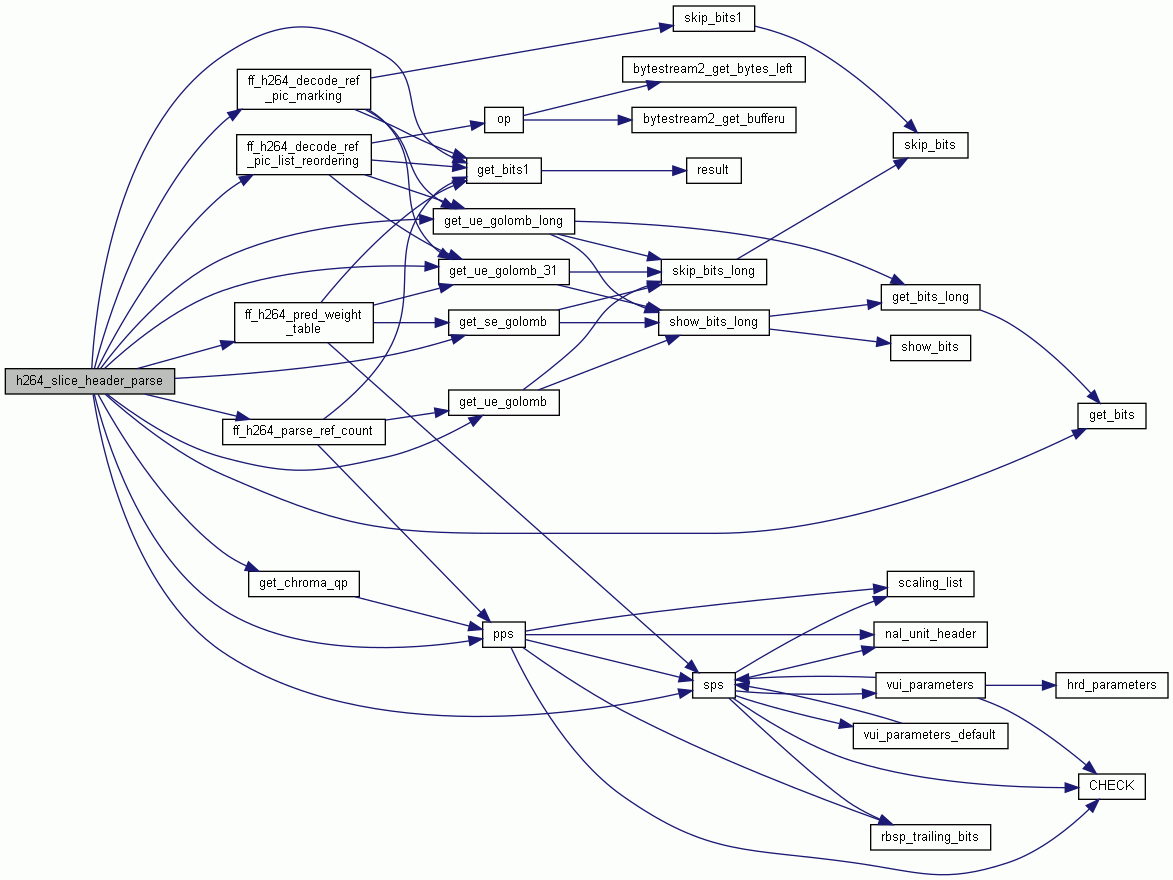 skip_bits1
bytestream2_get_bytes_left
ff_h264_decode_ref
_pic_marking
op
bytestream2_get_bufferu
skip_bits
ff_h264_decode_ref
_pic_list_reordering
get_bits1
result
get_ue_golomb_long
get_ue_golomb_31
skip_bits_long
get_bits_long
ff_h264_pred_weight
_table
get_se_golomb
show_bits_long
show_bits
h264_slice_header_parse
get_ue_golomb
get_bits
ff_h264_parse_ref_count
get_chroma_qp
scaling_list
pps
nal_unit_header
sps
vui_parameters
hrd_parameters
vui_parameters_default
CHECK
rbsp_trailing_bits